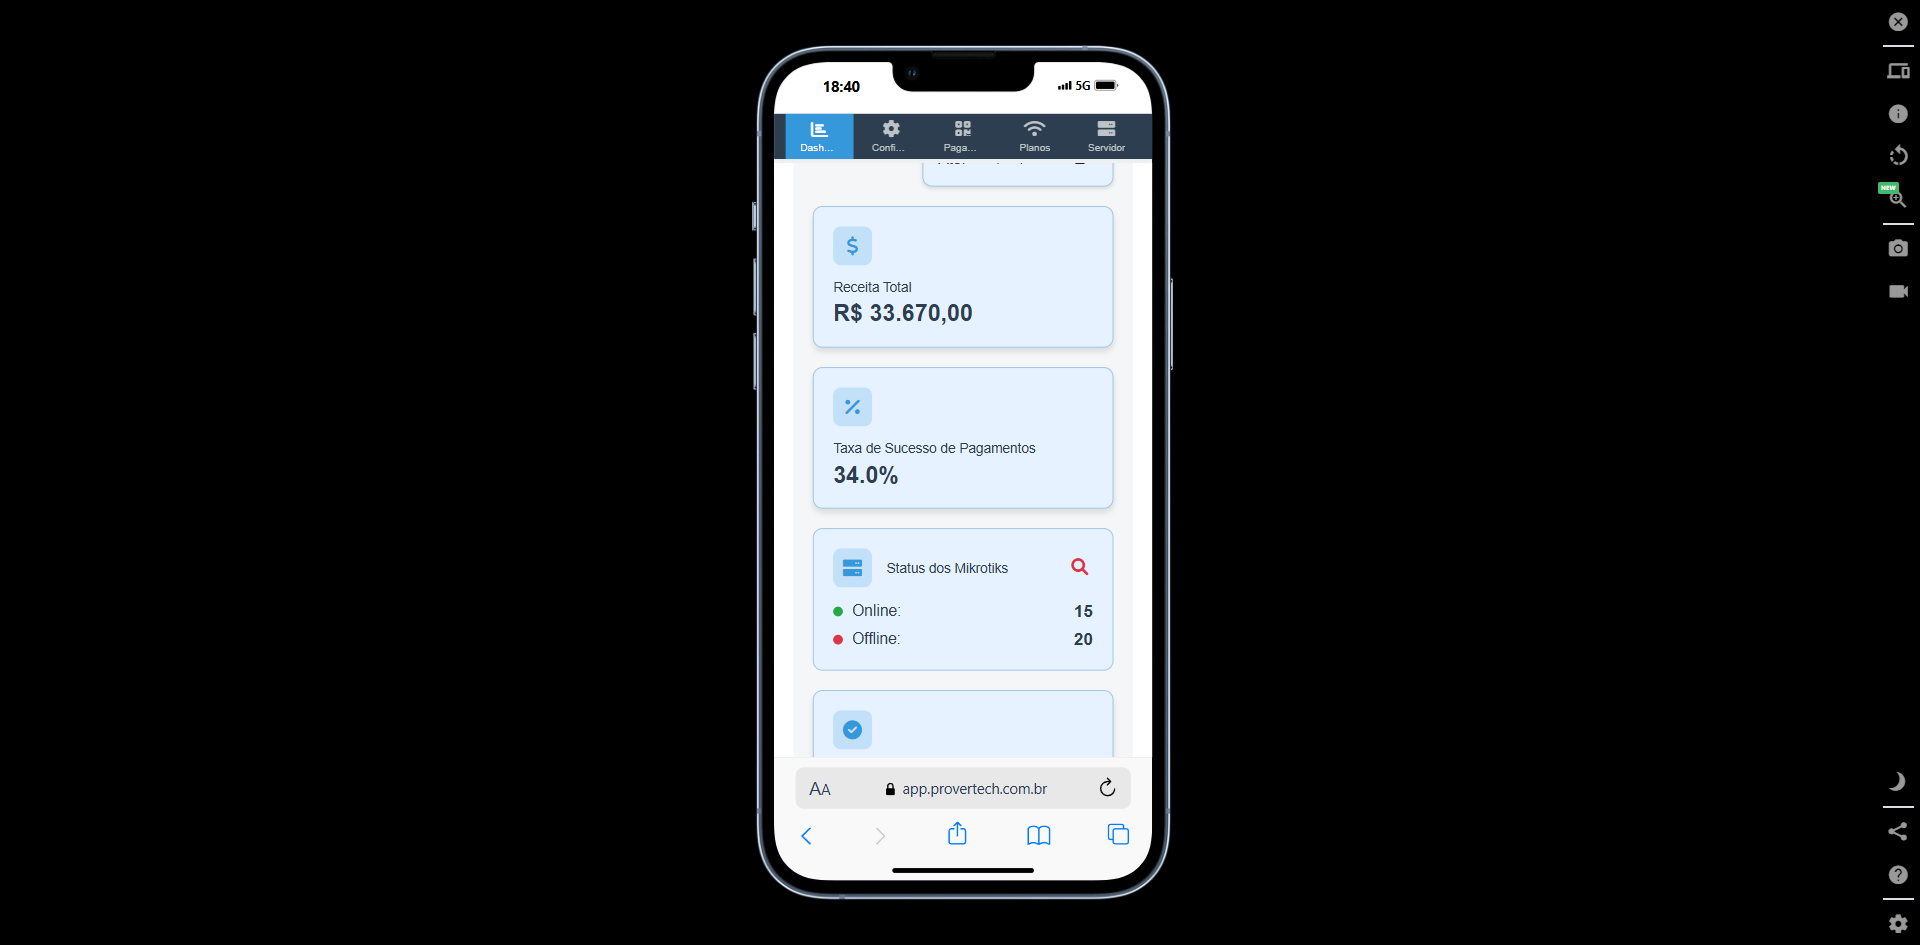 18:40
5G
Dash...
Confi...
Paga...
Planos
Servidor
Receita Total
R$ 33.670,00
Taxa de Sucesso de Pagamentos
34.0%
Status dos Mikrotiks
Online: 15
Offline: 20
AA
app.provertech.com.br
NEW